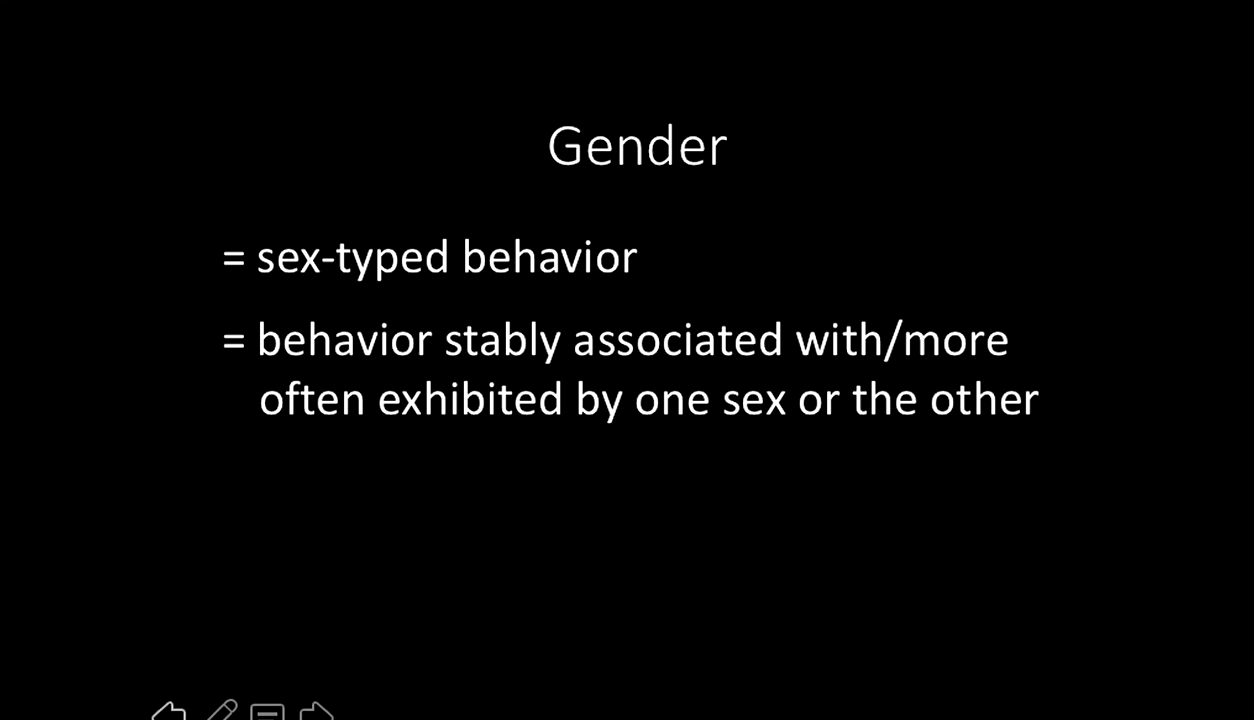 Gender
= sex-typed behavior
= behavior stably associated with/more
often exhibited by one sex or the other